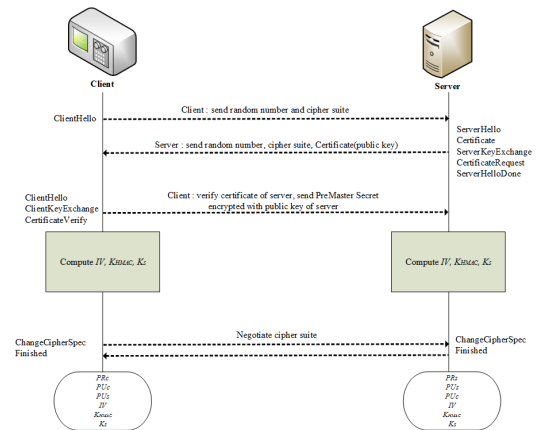 Client
Server
Client : send random number and cipher suite
ClientHello
ServerHello
Certificate
ServerKeyExchange
CertificateRequest
ServerHelloDone
Server : send random number, cipher suite, Certificate(public key)
ClientHello
ClientKeyExchange
CertificateVerify
Client : verify certificate of server, send PreMaster Secret
encrypted with public key of server
Compute IV, KHMAC, Ks
Compute IV, KHMAC, Ks
Negotiate cipher suite
ChangeCipherSpec
Finished
ChangeCipherSpec
Finished
PRc
PUc
PUs
IV
KHMAC
Ks
PRs
PUs
PUc
IV
KHMAC
Ks